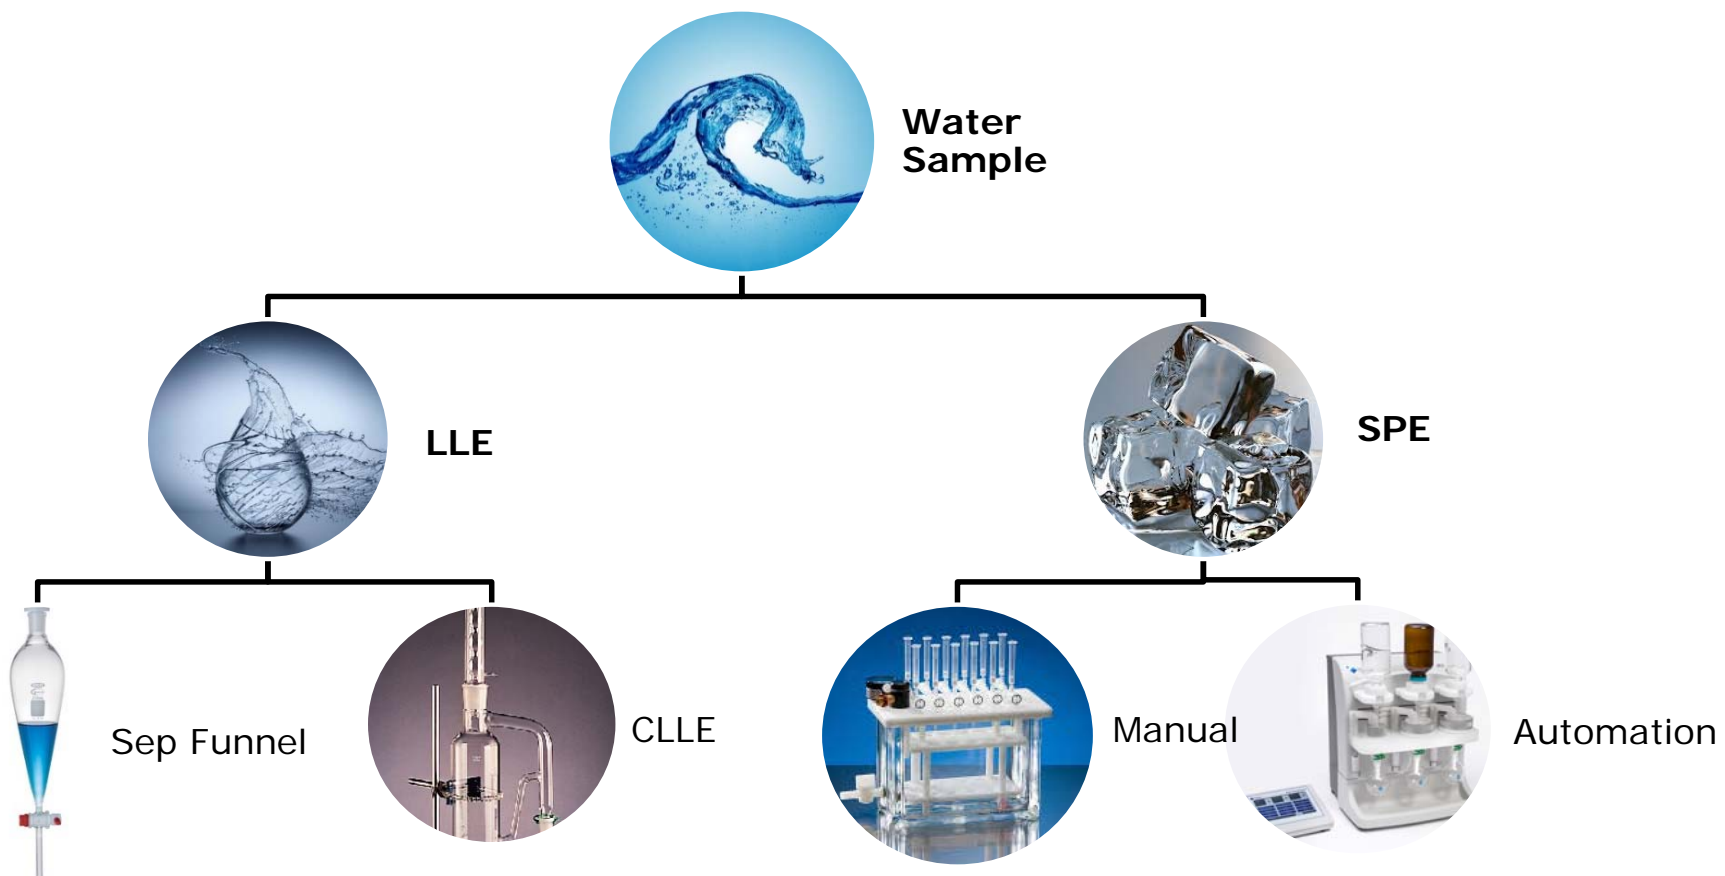 Water
Sample
LLE
SPE
Sep Funnel
CLLE
Manual
Automation